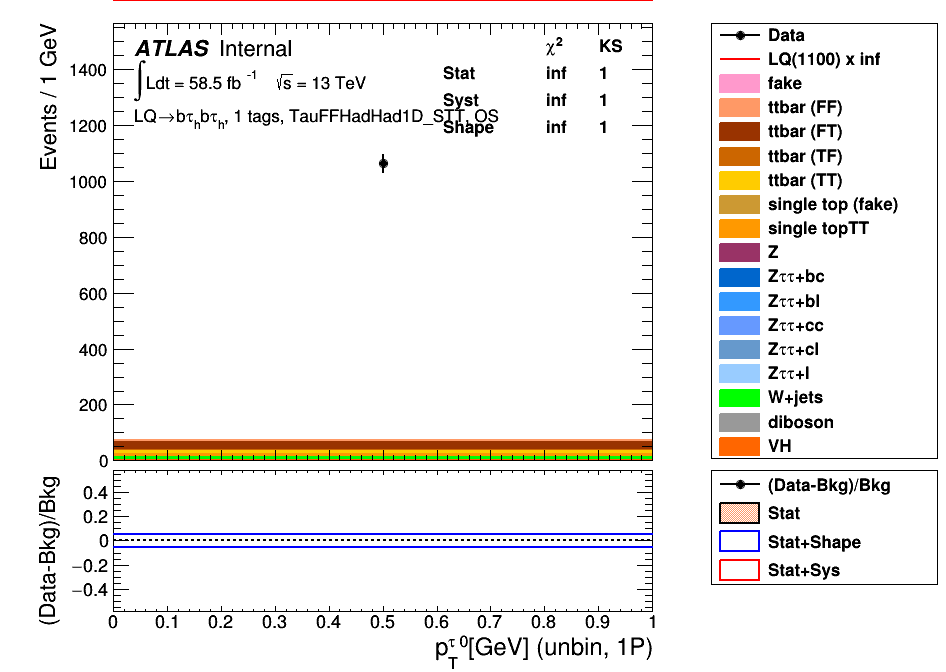 ATLAS Internal
∫Ldt = 58.5 fb⁻¹ √s = 13 TeV
LQ→bτₕbτₕ, 1 tags, TauFFHadHad1D_STT, OS
χ² KS
Stat inf 1
Syst inf 1
Shape inf 1
Events / 1 GeV
1400
1200
1000
800
600
400
200
0
Data
LQ(1100) x inf
fake
ttbar (FF)
ttbar (FT)
ttbar (TF)
ttbar (TT)
single top (fake)
single topTT
Z
Zττ+bc
Zττ+bl
Zττ+cc
Zττ+cl
Zττ+l
W+jets
diboson
VH
(Data-Bkg)/Bkg
0.4
0.2
0
−0.2
−0.4
0 0.1 0.2 0.3 0.4 0.5 0.6 0.7 0.8 0.9 1
p_T^τ 0[GeV] (unbin, 1P)
(Data-Bkg)/Bkg
Stat
Stat+Shape
Stat+Sys